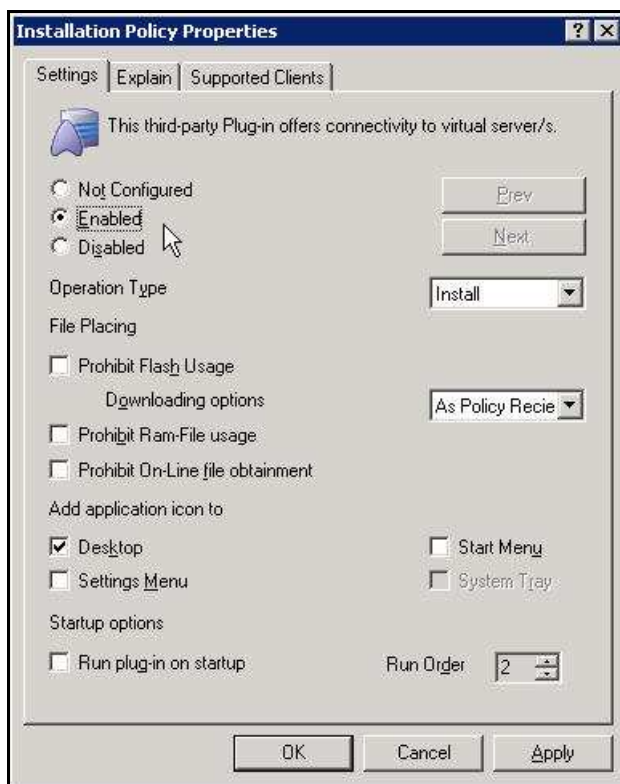 Installation Policy Properties
Settings Explain Supported Clients
This third-party Plug-in offers connectivity to virtual server/s.
Not Configured
Enabled
Disabled
Prev
Next
Operation Type
Install
File Placing
Prohibit Flash Usage
Downloading options
As Policy Recie
Prohibit Ram-File usage
Prohibit On-Line file obtainment
Add application icon to
Desktop
Start Menu
Settings Menu
System Tray
Startup options
Run plug-in on startup
Run Order
2
OK
Cancel
Apply